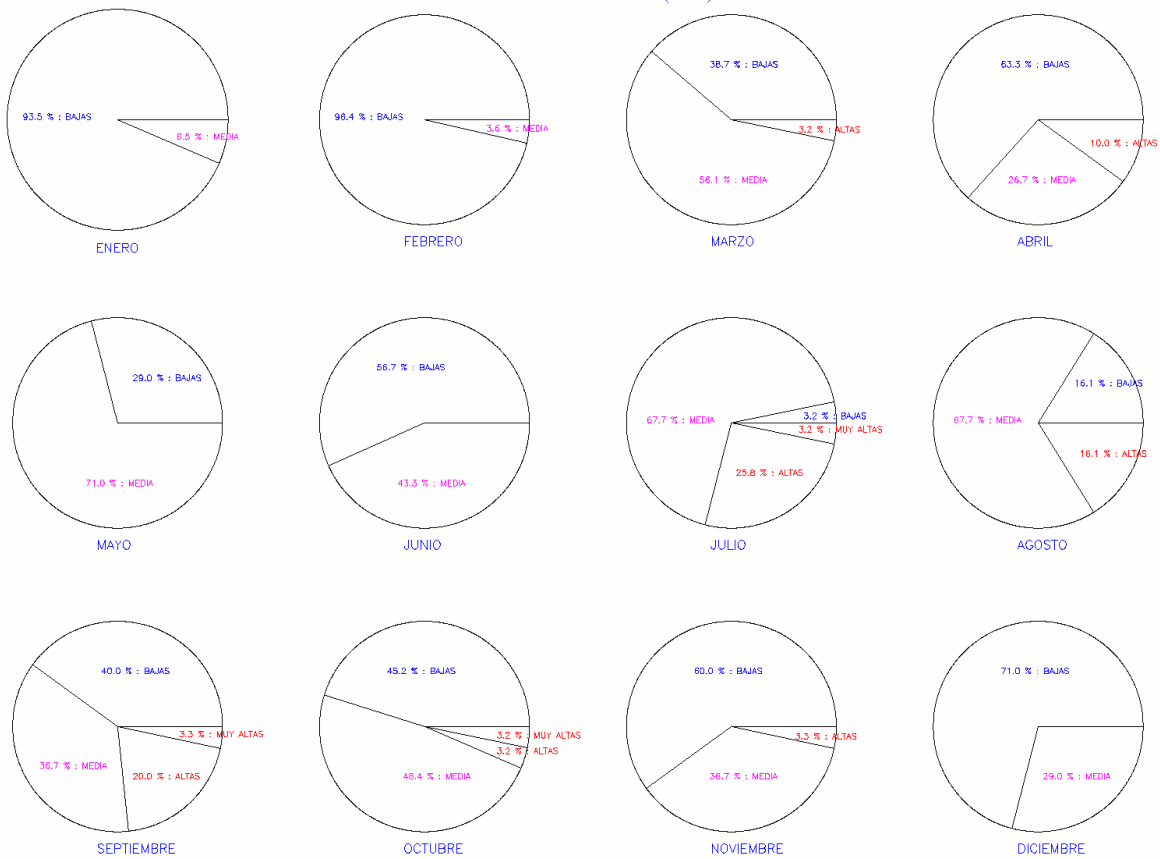 93.5 % : BAJAS
6.5 % : MEDIA
ENERO
96.4 % : BAJAS
3.6 % : MEDIA
FEBRERO
38.7 % : BAJAS
3.2 % : ALTAS
58.1 % : MEDIA
MARZO
63.3 % : BAJAS
10.0 % : ALTAS
26.7 % : MEDIA
ABRIL
29.0 % : BAJAS
71.0 % : MEDIA
MAYO
56.7 % : BAJAS
43.3 % : MEDIA
JUNIO
67.7 % : MEDIA
3.2 % : BAJAS
3.2 % : MUY ALTAS
25.8 % : ALTAS
JULIO
16.1 % : BAJAS
67.7 % : MEDIA
16.1 % : ALTAS
AGOSTO
40.0 % : BAJAS
3.3 % : MUY ALTAS
36.7 % : MEDIA
20.0 % : ALTAS
SEPTIEMBRE
45.2 % : BAJAS
3.2 % : MUY ALTAS
3.2 % : ALTAS
48.4 % : MEDIA
OCTUBRE
60.0 % : BAJAS
3.3 % : ALTAS
36.7 % : MEDIA
NOVIEMBRE
71.0 % : BAJAS
29.0 % : MEDIA
DICIEMBRE